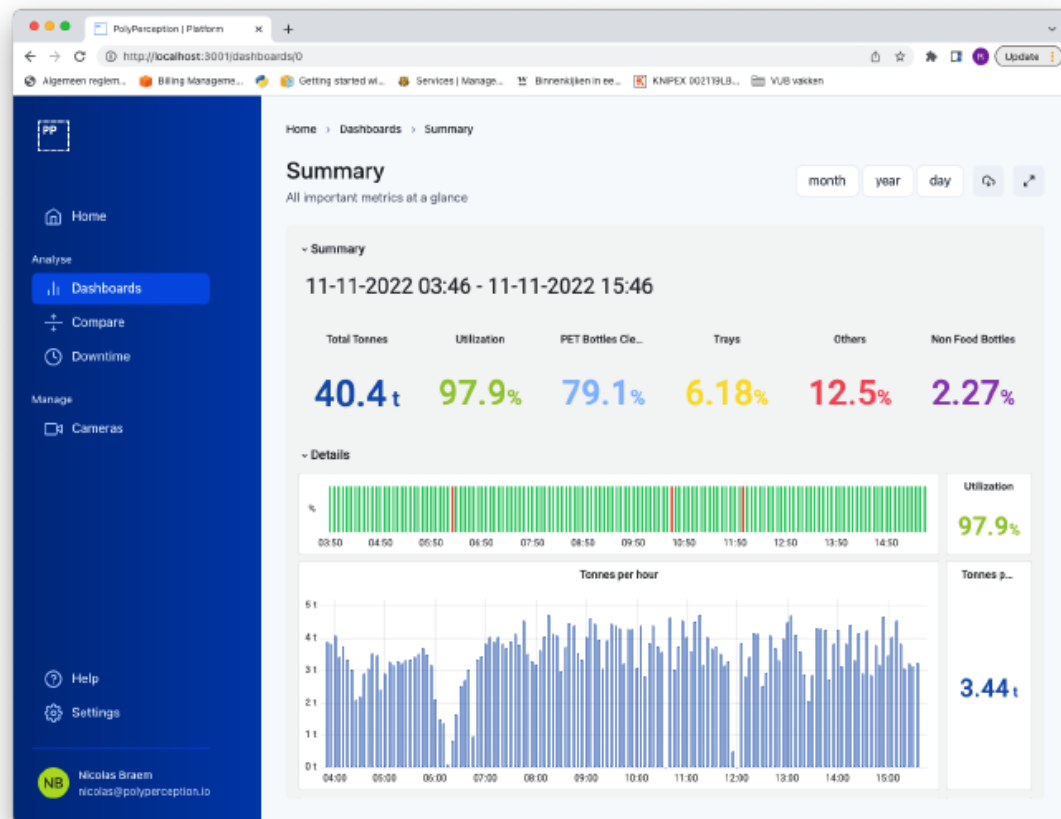 PolyPerception | Platform
http://localhost:3001/dashboards/0
K
Update
Algemeen reglem...
Billing Manageme...
Getting started wi...
Services | Manage...
Binnenkijken in ee...
KNIPEX 002119LB...
VUB vakken
PP
Home
Analyse
Dashboards
Compare
Downtime
Manage
Cameras
Help
Settings
NB
Nicolas Braem
nicolas@polyperception.io
Home > Dashboards > Summary
Summary
All important metrics at a glance
month year day
Summary
11-11-2022 03:46 - 11-11-2022 15:46
Total Tonnes Utilization PET Bottles Cle... Trays Others Non Food Bottles
40.4 t 97.9% 79.1% 6.18% 12.5% 2.27%
Details
%
03:50 04:50 05:50 06:50 07:50 08:50 09:50 10:50 11:50 12:50 13:50 14:50
Utilization
97.9%
Tonnes per hour
5 t
4 t
3 t
2 t
1 t
0 t
04:00 05:00 06:00 07:00 08:00 09:00 10:00 11:00 12:00 13:00 14:00 15:00
Tonnes p...
3.44 t